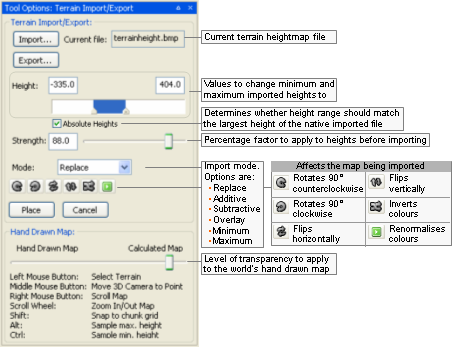 Tool Options: Terrain Import/Export
Terrain Import/Export:
Import...
Current file:
terrainheight.bmp
Current terrain heightmap file
Export...
Height:
-335.0
404.0
Values to change minimum and
maximum imported heights to
Absolute Heights
Determines whether height range should match
the largest height of the native imported file
Strength:
88.0
Percentage factor to apply to heights before importing
Mode:
Replace
Import mode.
Options are:
• Replace
• Additive
• Subtractive
• Overlay
• Minimum
• Maximum
Affects the map being imported
Rotates 90°
counterclockwise
Flips
vertically
Rotates 90°
clockwise
Inverts
colours
Flips
horizontally
Renormalises
colours
Place
Cancel
Hand Drawn Map:
Hand Drawn Map
Calculated Map
Level of transparency to apply
to the world's hand drawn map
Left Mouse Button: Select Terrain
Middle Mouse Button: Move 3D Camera to Point
Right Mouse Button: Scroll Map
Scroll Wheel: Zoom In/Out Map
Shift: Snap to chunk grid
Alt: Sample max. height
Ctrl: Sample min. height